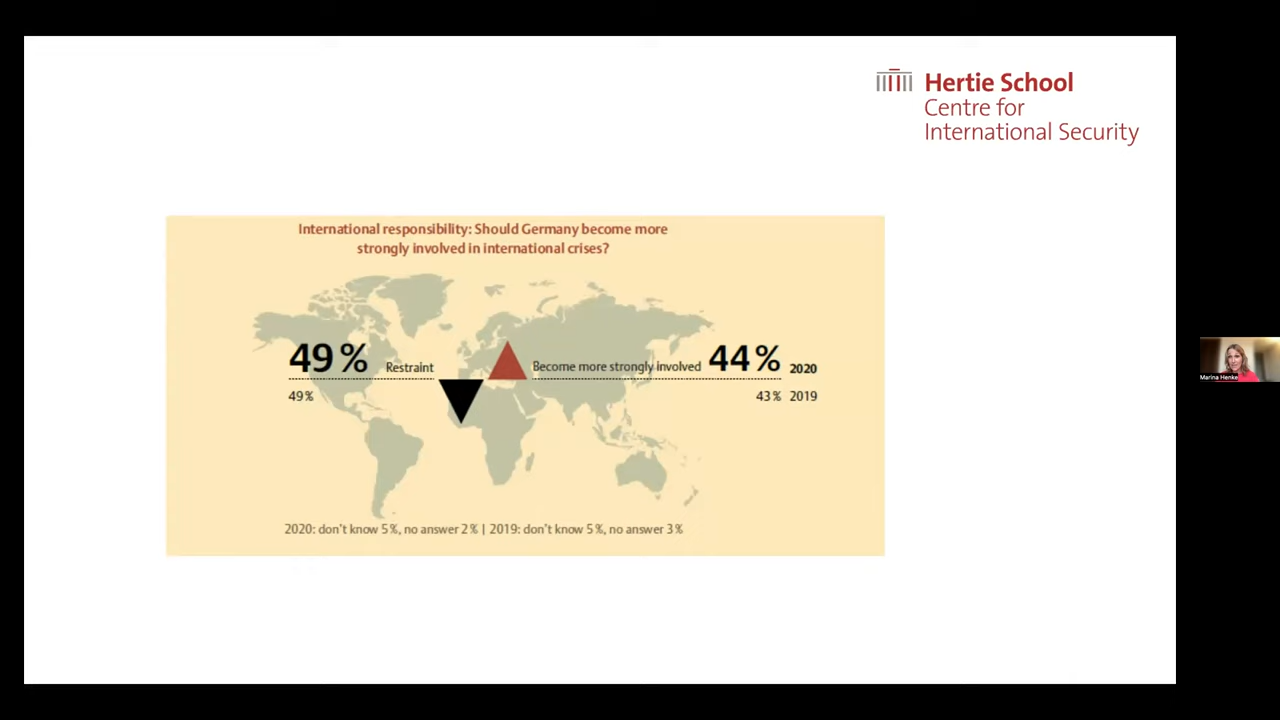 Hertie School
Centre for
International Security
International responsibility: Should Germany become more
strongly involved in international crises?
49% Restraint Become more strongly involved 44% 2020
49% 43% 2019
2020: don't know 5%, no answer 2% | 2019: don't know 5%, no answer 3%
Marina Henke